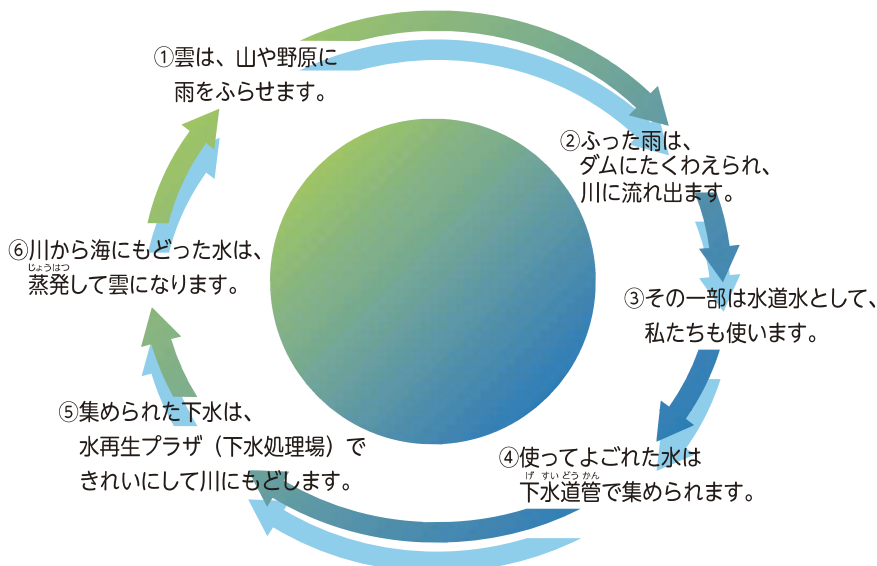 ①雲は、山や野原に
雨をふらせます。
②ふった雨は、
ダムにたくわえられ、
川に流れ出ます。
③その一部は水道水として、
私たちも使います。
④使ってよごれた水は
げすいどうかん
下水道管で集められます。
⑤集められた下水は、
水再生プラザ（下水処理場）で
きれいにして川にもどします。
⑥川から海にもどった水は、
じょうはつ
蒸発して雲になります。